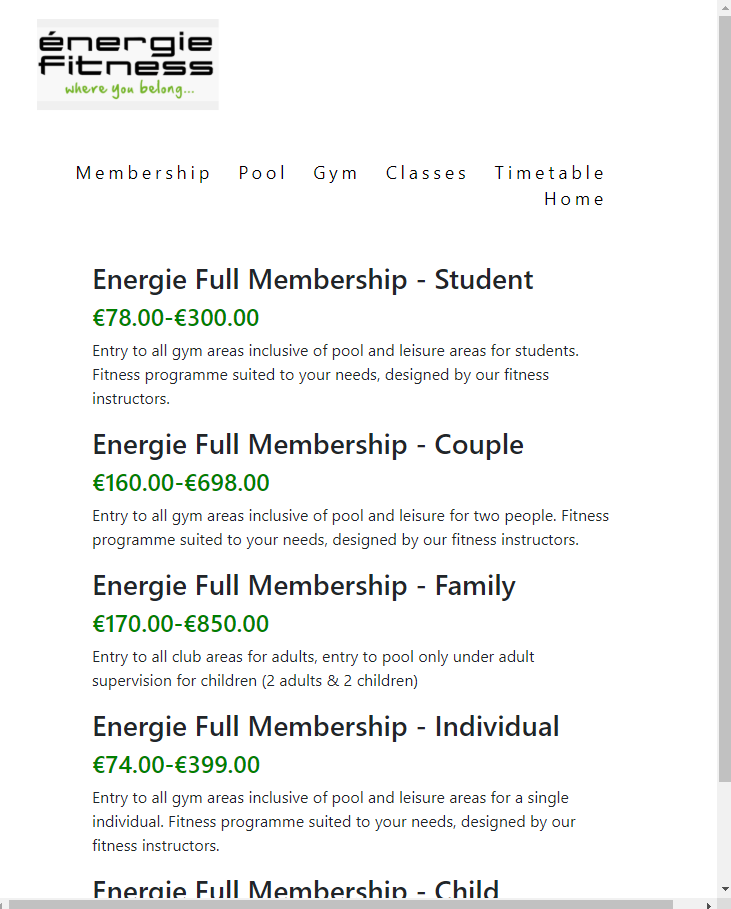 énergie
fitness
where you belong...
Membership Pool Gym Classes Timetable
Home
Energie Full Membership - Student
€78.00-€300.00
Entry to all gym areas inclusive of pool and leisure areas for students.
Fitness programme suited to your needs, designed by our fitness
instructors.
Energie Full Membership - Couple
€160.00-€698.00
Entry to all gym areas inclusive of pool and leisure for two people. Fitness
programme suited to your needs, designed by our fitness instructors.
Energie Full Membership - Family
€170.00-€850.00
Entry to all club areas for adults, entry to pool only under adult
supervision for children (2 adults & 2 children)
Energie Full Membership - Individual
€74.00-€399.00
Entry to all gym areas inclusive of pool and leisure areas for a single
individual. Fitness programme suited to your needs, designed by our
fitness instructors.
Energie Full Membership - Child